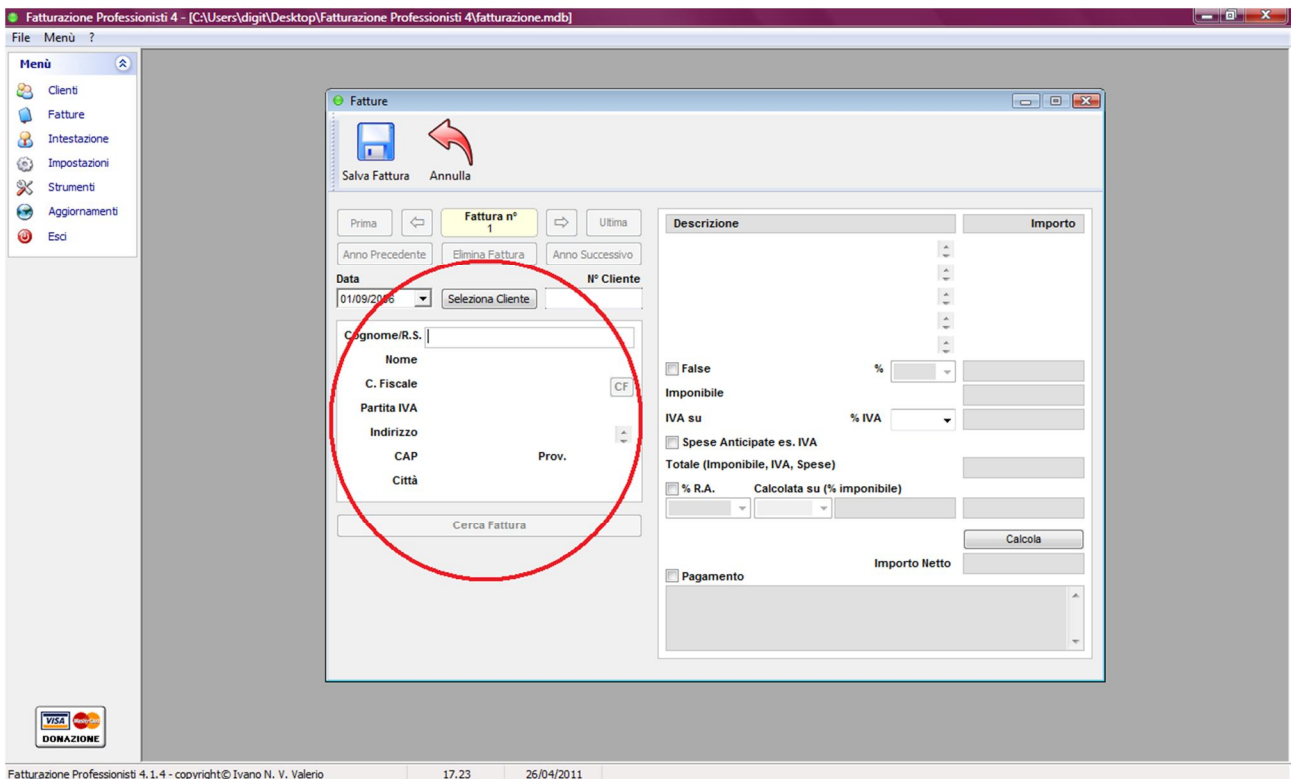 Fatturazione Professionisti 4 - [C:\Users\digit\Desktop\Fatturazione Professionisti 4\fatturazione.mdb]
File Menù ?
Menù
Clienti
Fatture
Intestazione
Impostazioni
Strumenti
Aggiornamenti
Esci
VISA MasterCard
DONAZIONE
Fatture
Salva Fattura Annulla
Prima Fattura n° 1 Ultima
Anno Precedente Elimina Fattura Anno Successivo
Data N° Cliente
01/09/2006 Seleziona Cliente
Cognome/R.S.
Nome
C. Fiscale CF
Partita IVA
Indirizzo
CAP Prov.
Città
Cerca Fattura
Descrizione Importo
False %
Imponibile
IVA su % IVA
Spese Anticipate es. IVA
Totale (Imponibile, IVA, Spese)
% R.A. Calcolata su (% imponibile)
Calcola
Importo Netto
Pagamento
Fatturazione Professionisti 4.1.4 - copyright© Ivano N. V. Valerio 17.23 26/04/2011